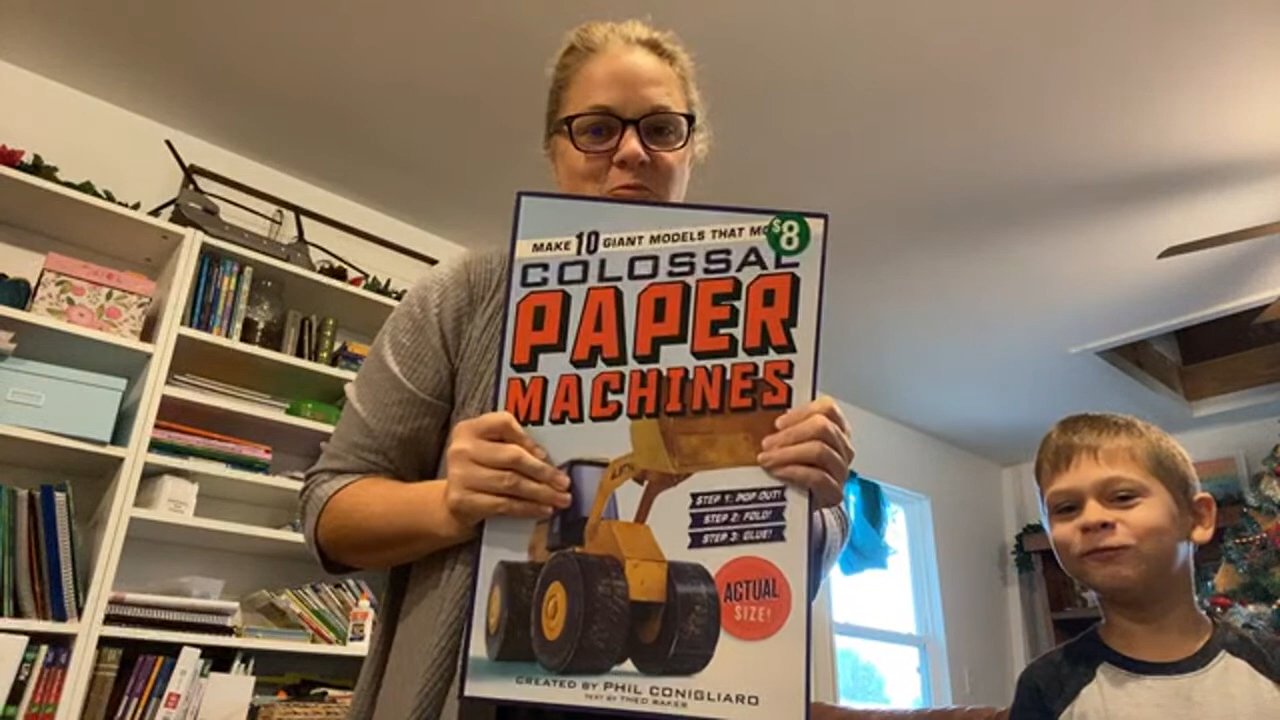 MAKE 10 GIANT MODELS THAT MO
$8
COLOSSAL
PAPER
MACHINES
STEP 1: POP OUT!
STEP 2: FOLD!
STEP 3: GLUE!
ACTUAL
SIZE!
CREATED BY PHIL CONIGLIARO
TEXT BY THEO BAKER